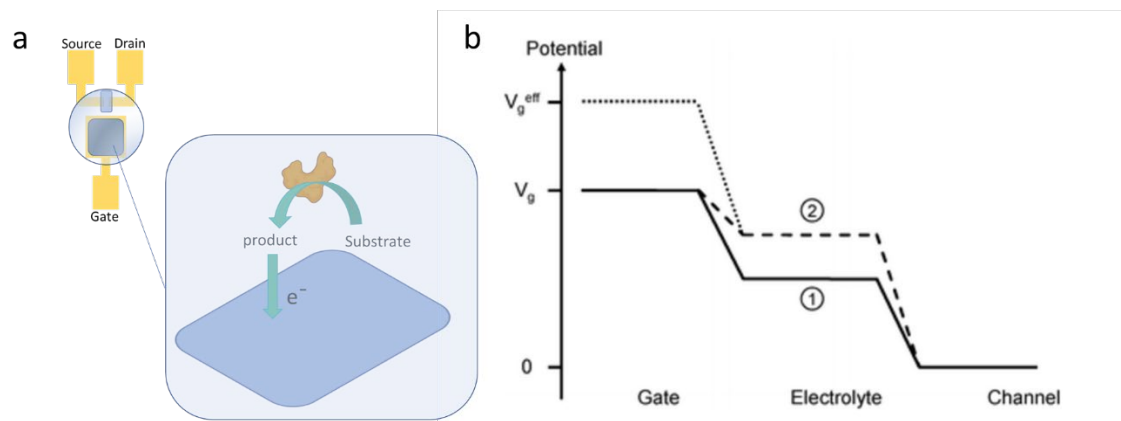 a
Source Drain
Gate
product
Substrate
e⁻
b
Potential
V_g^eff
V_g
0
②
①
Gate
Electrolyte
Channel